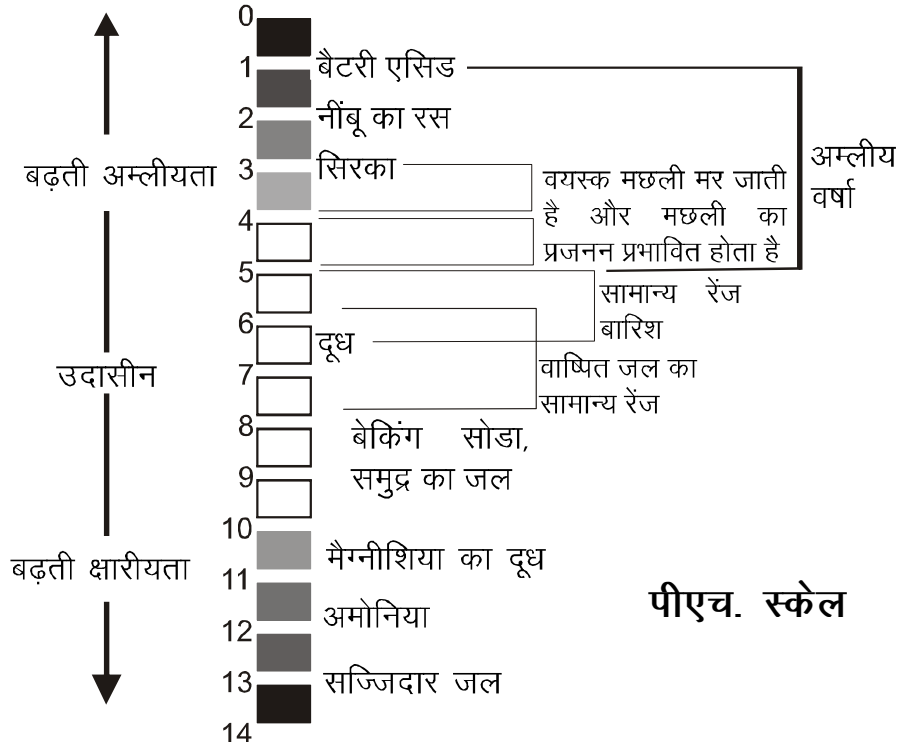 0
1
बैटरी एसिड
2
नींबू का रस
3
सिरका
बढ़ती अम्लीयता
अम्लीय
वर्षा
वयस्क मछली मर जाती
है और मछली का
प्रजनन प्रभावित होता है
4
5
सामान्य रेंज
बारिश
6
दूध
7
उदासीन
वाष्पित जल का
सामान्य रेंज
8
बेकिंग सोडा,
समुद्र का जल
9
10
मैग्नीशिया का दूध
बढ़ती क्षारीयता
11
अमोनिया
पीएच. स्केल
12
13
सज्जिदार जल
14